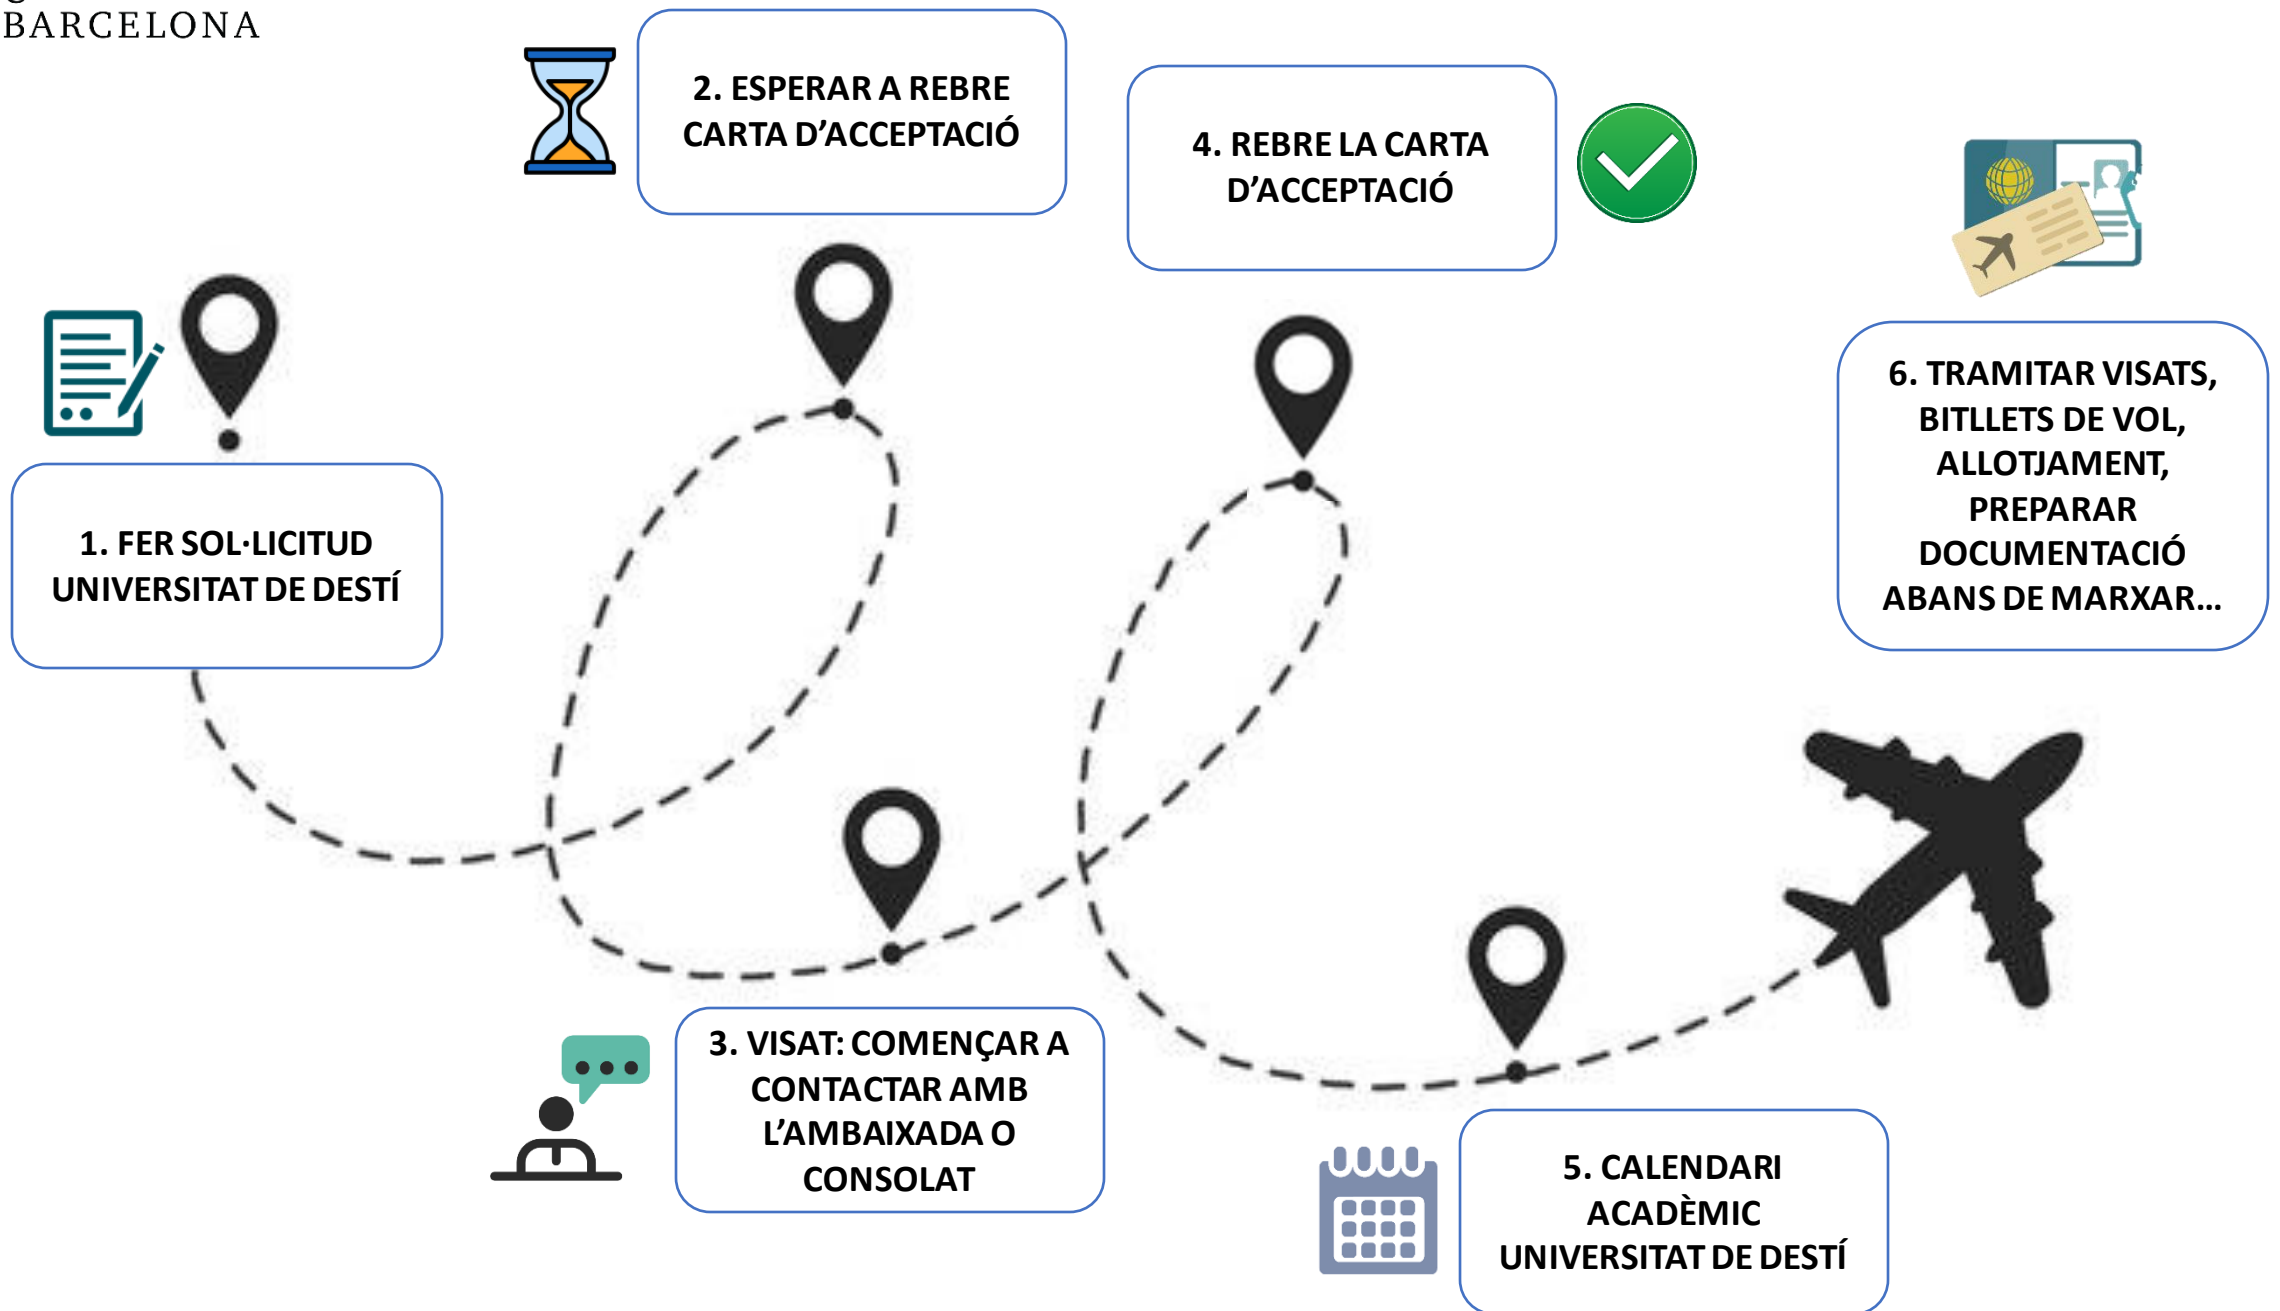 BARCELONA
1. FER SOL·LICITUD
UNIVERSITAT DE DESTÍ
2. ESPERAR A REBRE
CARTA D’ACCEPTACIÓ
3. VISAT: COMENÇAR A
CONTACTAR AMB
L’AMBAIXADA O
CONSOLAT
4. REBRE LA CARTA
D’ACCEPTACIÓ
5. CALENDARI
ACADÈMIC
UNIVERSITAT DE DESTÍ
6. TRAMITAR VISATS,
BITLLETS DE VOL,
ALLOTJAMENT,
PREPARAR
DOCUMENTACIÓ
ABANS DE MARXAR…